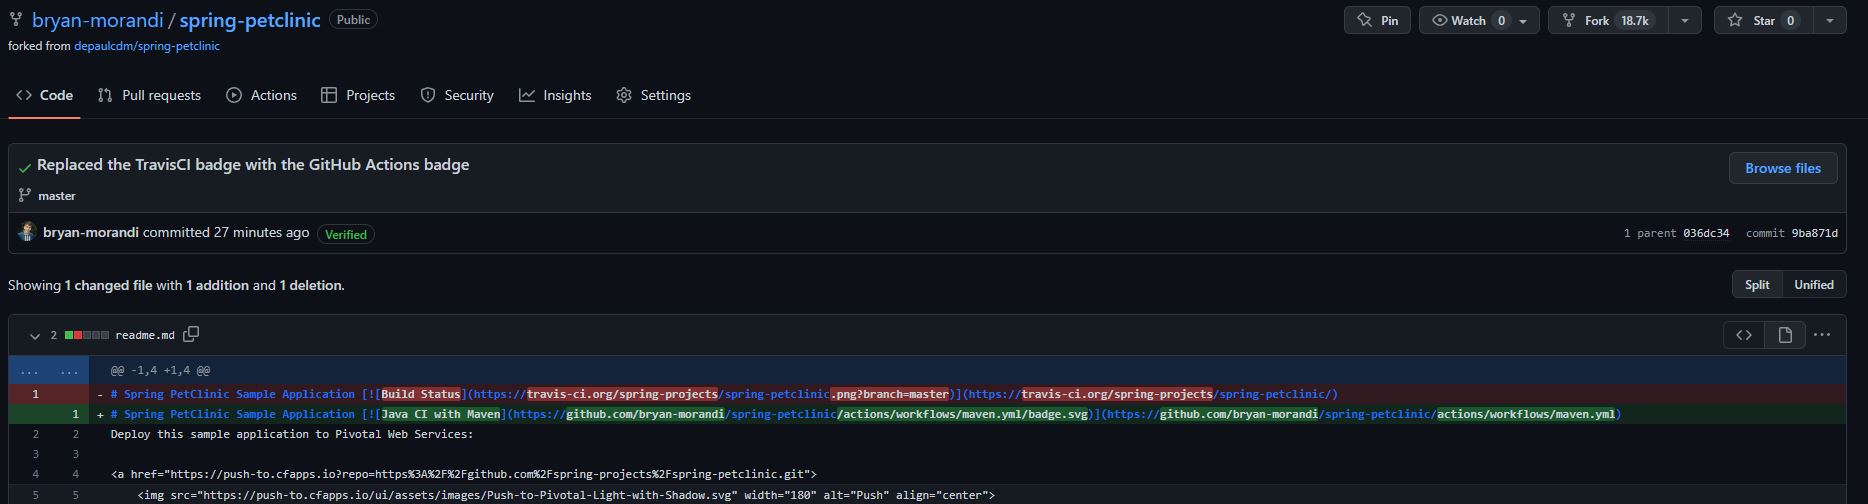 bryan-morandi / spring-petclinic Public Pin Watch 0 Fork 18.7k Star 0
forked from depaulcdm/spring-petclinic
Code Pull requests Actions Projects Security Insights Settings
Replaced the TravisCI badge with the GitHub Actions badge Browse files
master
bryan-morandi committed 27 minutes ago Verified 1 parent 036dc34 commit 9ba871d
Showing 1 changed file with 1 addition and 1 deletion. Split Unified
2 readme.md
... ... @@ -1,4 +1,4 @@
1 - # Spring PetClinic Sample Application [![Build Status](https://travis-ci.org/spring-projects/spring-petclinic.png?branch=master)](https://travis-ci.org/spring-projects/spring-petclinic/)
1 + # Spring PetClinic Sample Application [![Java CI with Maven](https://github.com/bryan-morandi/spring-petclinic/actions/workflows/maven.yml/badge.svg)](https://github.com/bryan-morandi/spring-petclinic/actions/workflows/maven.yml)
2 2 Deploy this sample application to Pivotal Web Services:
3 3
4 4 <a href="https://push-to.cfapps.io?repo=https%3A%2F%2Fgithub.com%2Fspring-projects%2Fspring-petclinic.git">
5 5 <img src="https://push-to.cfapps.io/ui/assets/images/Push-to-Pivotal-Light-with-Shadow.svg" width="180" alt="Push" align="center">